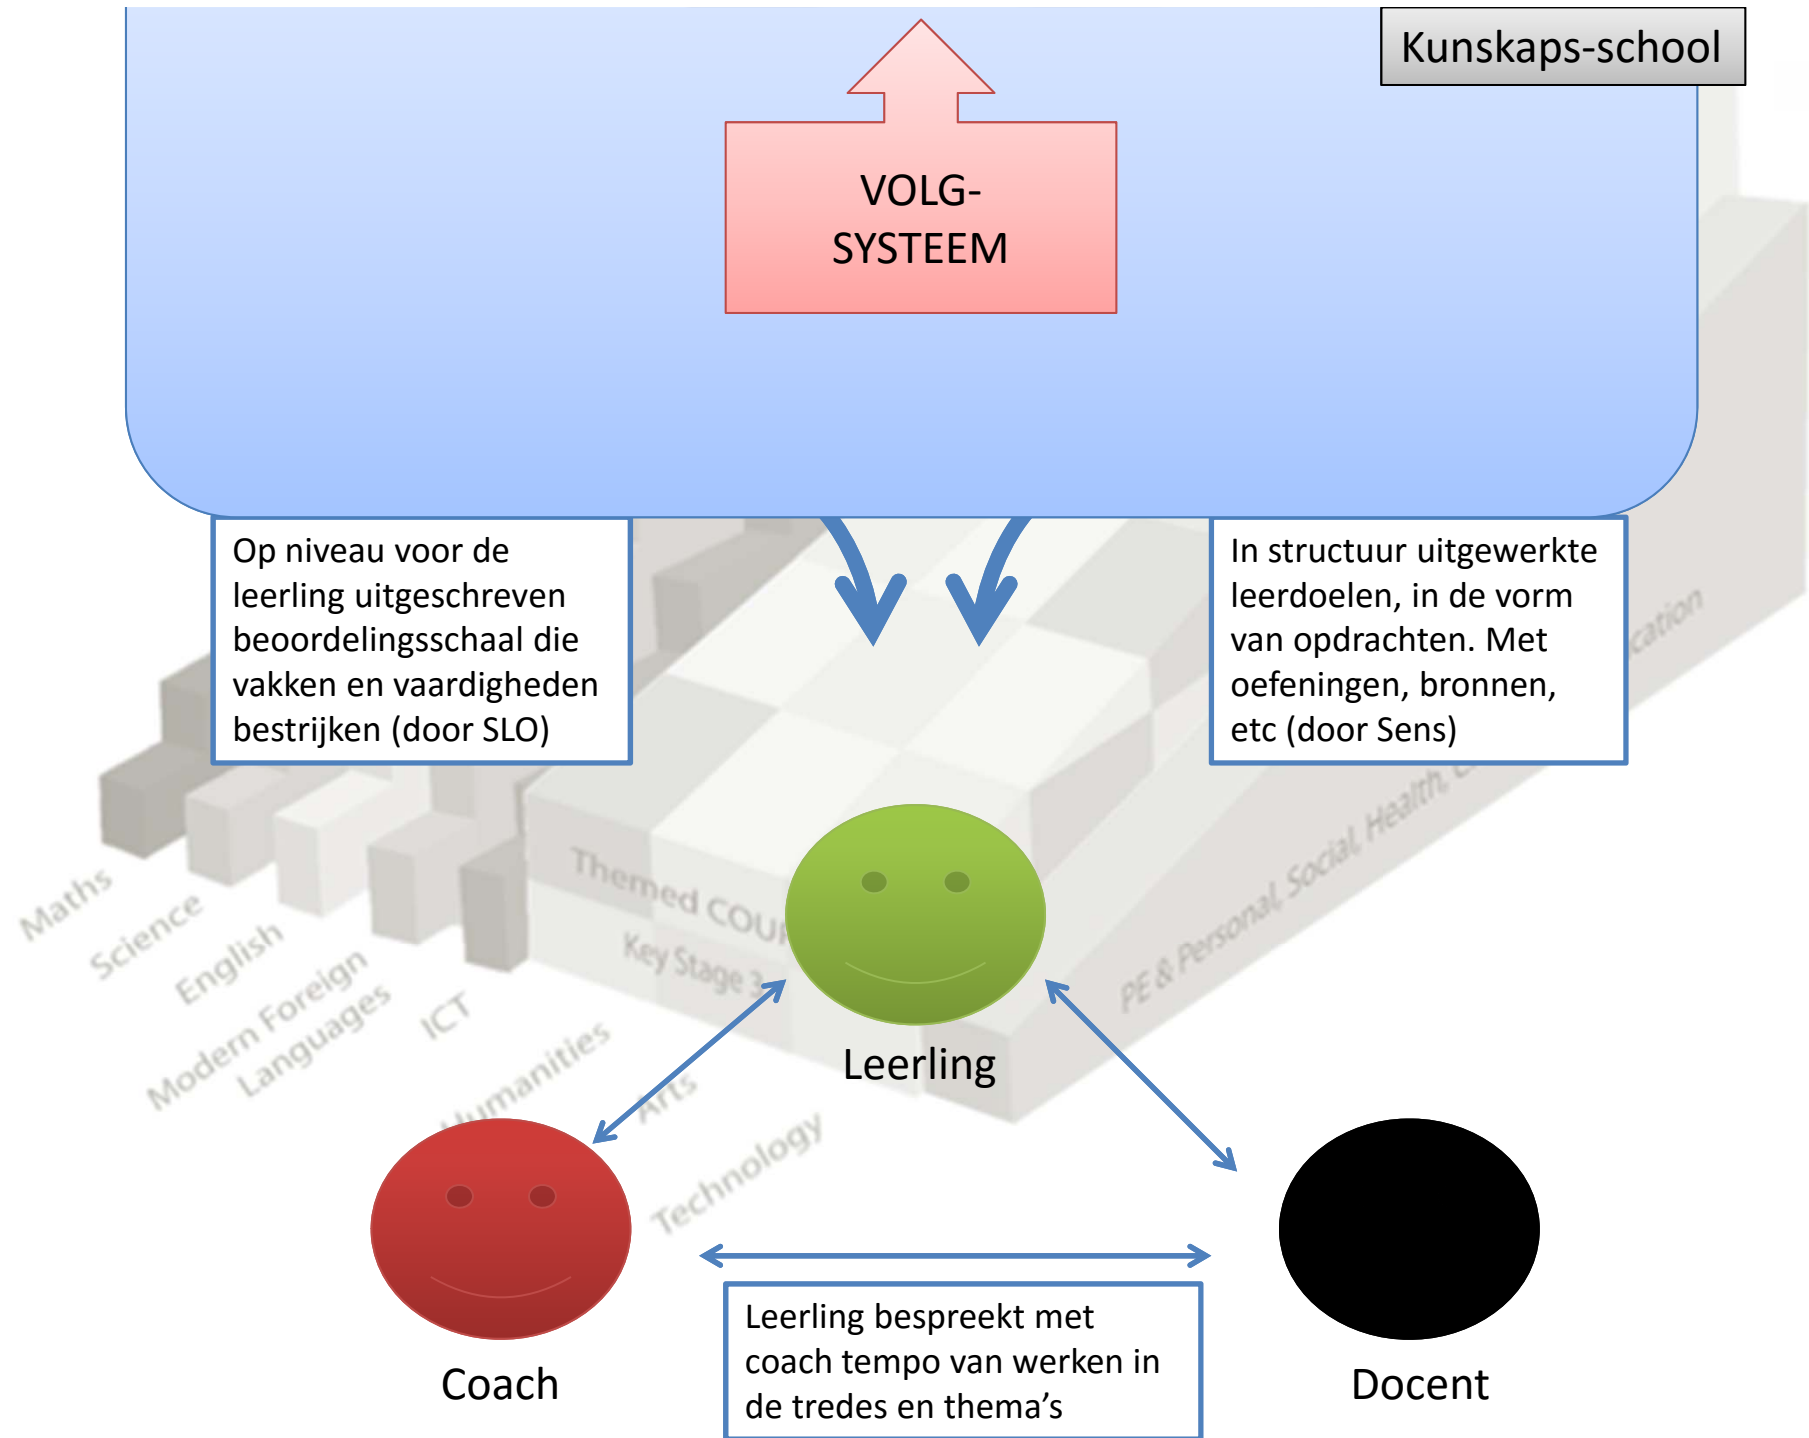 Kunskaps-school
VOLG-
SYSTEEM
Op niveau voor de
leerling uitgeschreven
beoordelingsschaal die
vakken en vaardigheden
bestrijken (door SLO)
In structuur uitgewerkte
leerdoelen, in de vorm
van opdrachten. Met
oefeningen, bronnen,
etc (door Sens)
Maths
Science
English
Modern Foreign
Languages
ICT
Humanities
Arts
Technology
Themed
Key Stage 3
PE & Personal, Social, Health,
Leerling
Coach
Docent
Leerling bespreekt met
coach tempo van werken in
de tredes en thema's